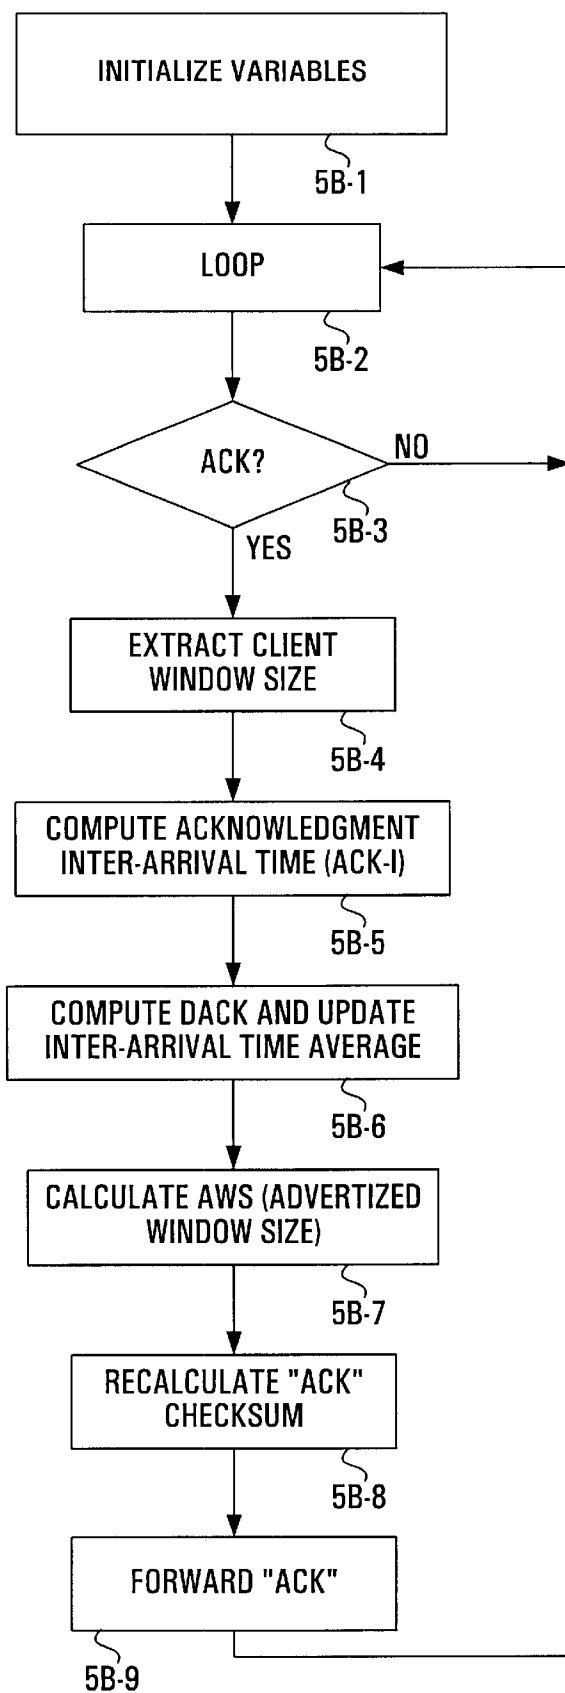 INITIALIZE VARIABLES
5B-1
LOOP
5B-2
ACK?
NO
5B-3
YES
EXTRACT CLIENT
WINDOW SIZE
5B-4
COMPUTE ACKNOWLEDGMENT
INTER-ARRIVAL TIME (ACK-I)
5B-5
COMPUTE DACK AND UPDATE
INTER-ARRIVAL TIME AVERAGE
5B-6
CALCULATE AWS (ADVERTIZED
WINDOW SIZE)
5B-7
RECALCULATE "ACK"
CHECKSUM
5B-8
FORWARD "ACK"
5B-9